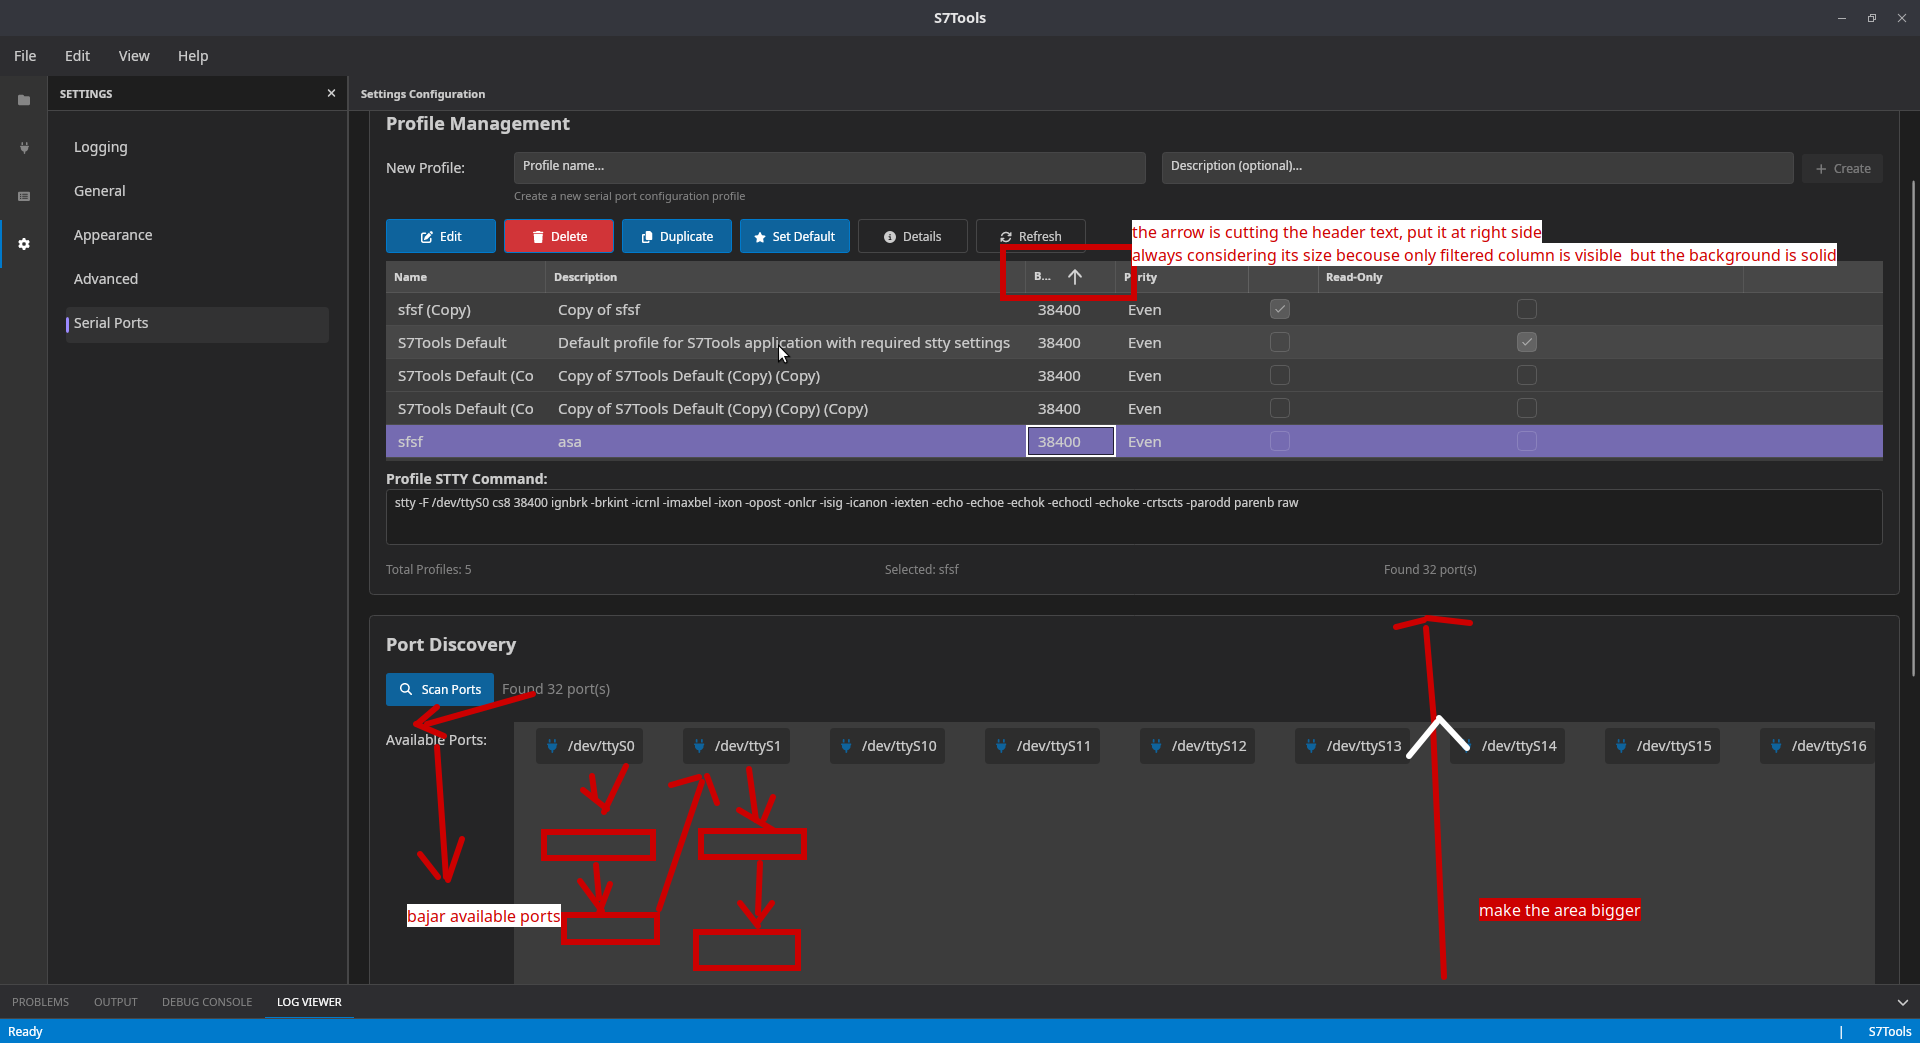 S7Tools
File Edit View Help
SETTINGS
Settings Configuration
Logging
General
Appearance
Advanced
Serial Ports
Profile Management
New Profile: Profile name... Description (optional)... Create
Create a new serial port configuration profile
Edit Delete Duplicate Set Default Details Refresh
the arrow is cutting the header text, put it at right side
always considering its size becouse only filtered column is visible but the background is solid
Name Description B... Parity Read-Only
sfsf (Copy) Copy of sfsf 38400 Even
S7Tools Default Default profile for S7Tools application with required stty settings 38400 Even
S7Tools Default (Co Copy of S7Tools Default (Copy) (Copy) 38400 Even
S7Tools Default (Co Copy of S7Tools Default (Copy) (Copy) (Copy) 38400 Even
sfsf asa 38400 Even
Profile STTY Command:
stty -F /dev/ttyS0 cs8 38400 ignbrk -brkint -icrnl -imaxbel -ixon -opost -onlcr -isig -icanon -iexten -echo -echoe -echok -echoctl -echoke -crtscts -parodd parenb raw
Total Profiles: 5 Selected: sfsf Found 32 port(s)
Port Discovery
Scan Ports Found 32 port(s)
Available Ports: /dev/ttyS0 /dev/ttyS1 /dev/ttyS10 /dev/ttyS11 /dev/ttyS12 /dev/ttyS13 /dev/ttyS14 /dev/ttyS15 /dev/ttyS16
bajar available ports
make the area bigger
PROBLEMS OUTPUT DEBUG CONSOLE LOG VIEWER
Ready | S7Tools